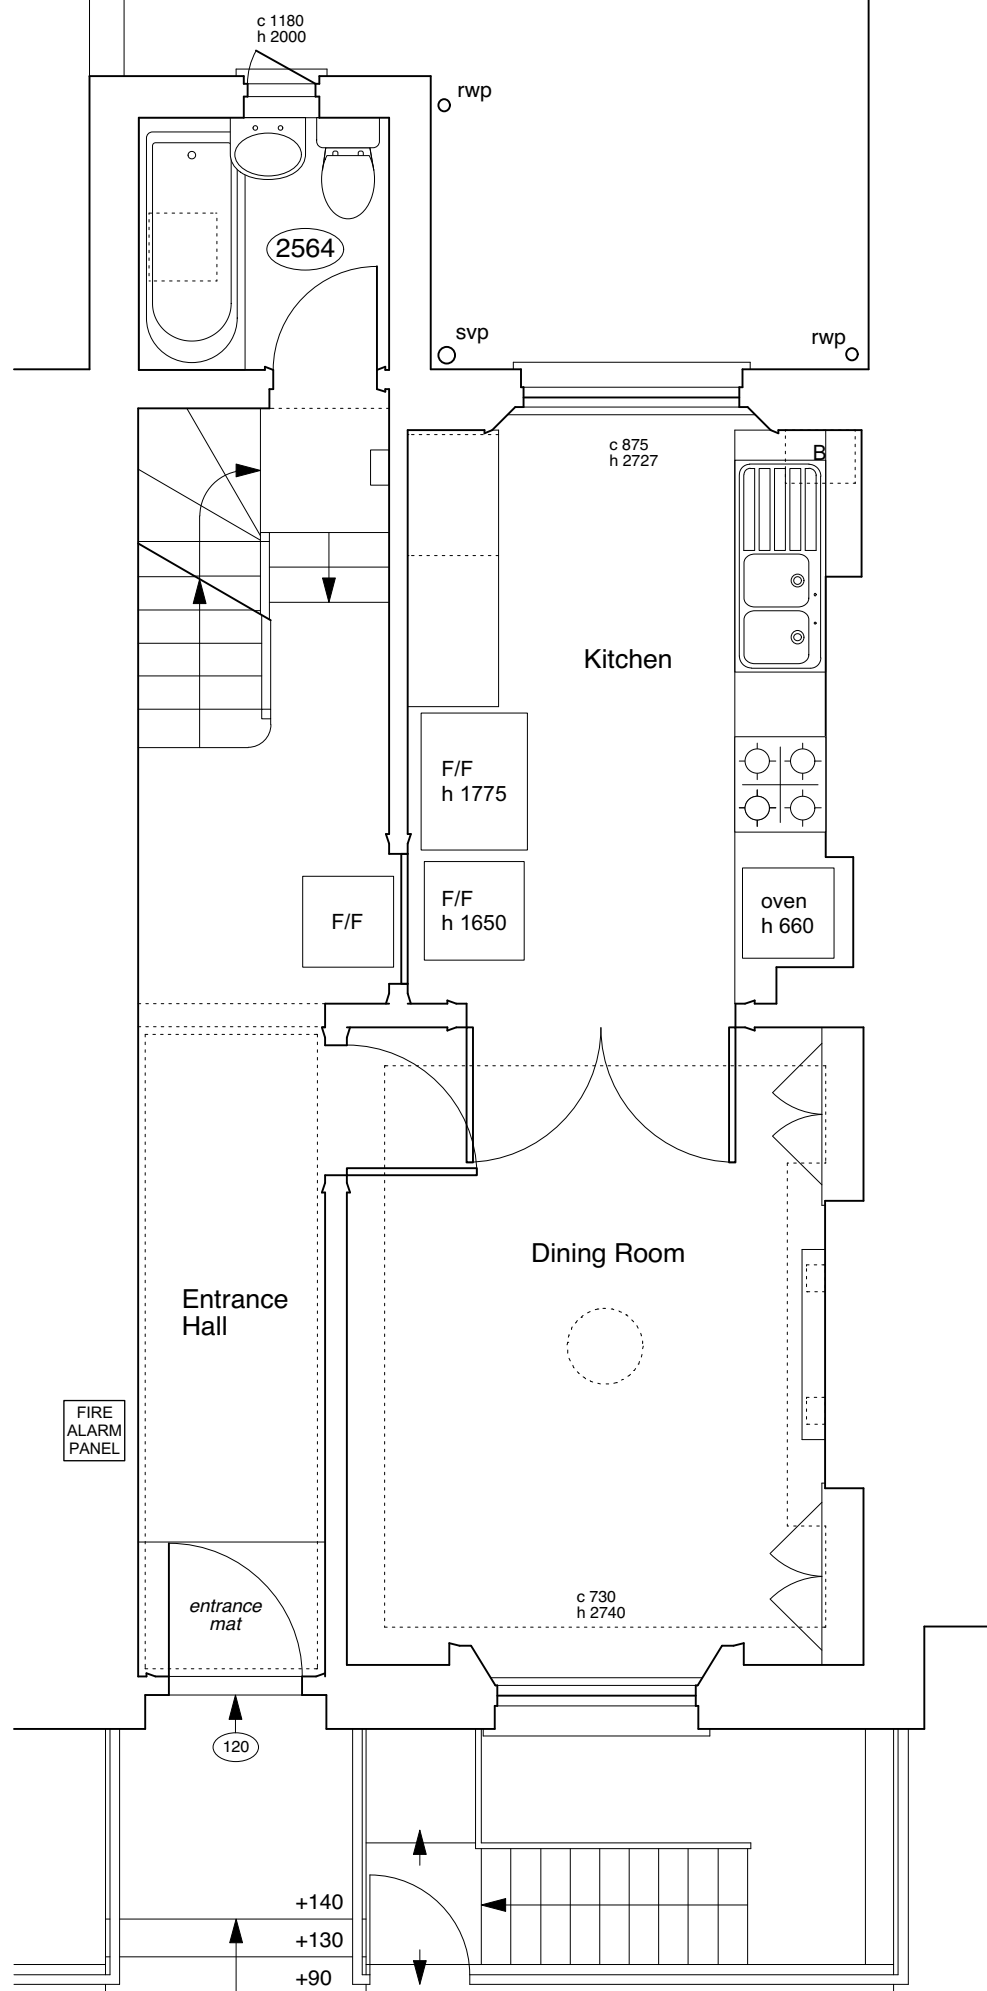 c 1180
h 2000
rwp
2564
svp
rwp
c 875
h 2727
B
Kitchen
F/F
h 1775
F/F
F/F
h 1650
oven
h 660
Dining Room
Entrance
Hall
FIRE
ALARM
PANEL
entrance
mat
c 730
h 2740
120
+140
+130
+90